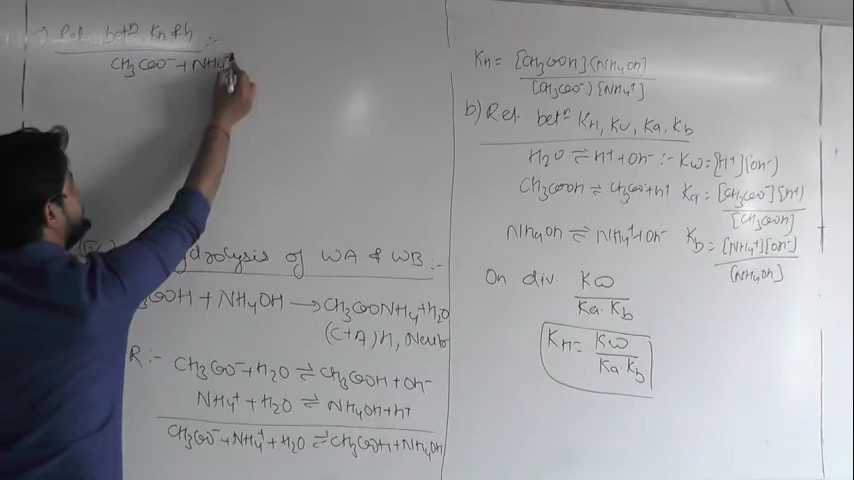 c) Rel. betⁿ Kh & h :-
CH3COO⁻ + NH4
Hydrolysis of WA & WB :-
COOH + NH4OH → CH3COONH4 + H2O
(C+A)H, Neutr
R :- CH3COO⁻ + H2O ⇌ CH3COOH + OH⁻
NH4⁺ + H2O ⇌ NH4OH + H⁺
CH3COO⁻ + NH4⁺ + H2O ⇌ CH3COOH + NH4OH
KH = [CH3COOH][NH4OH]
[CH3COO⁻][NH4⁺]
b) Rel. betⁿ KH, Kw, Ka, Kb
H2O ⇌ H⁺ + OH⁻ :- Kw = [H⁺][OH⁻]
CH3COOH ⇌ CH3COO⁻ + H⁺ Ka = [CH3COO⁻][H⁺]
[CH3COOH]
NH4OH ⇌ NH4⁺ + OH⁻ Kb = [NH4⁺][OH⁻]
[NH4OH]
On div. Kw
Ka.Kb
KH = Kw
Ka.Kb